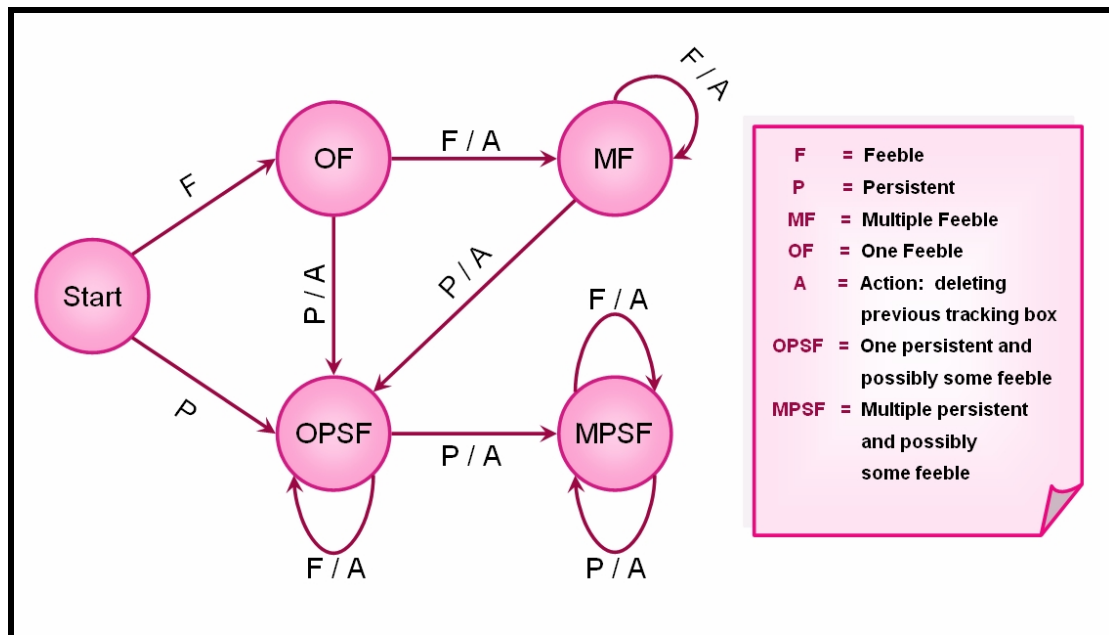 F / A
OF
F / A
MF
F
P / A
P / A
Start
F / A
P
OPSF
P / A
MPSF
F / A
P / A
F = Feeble
P = Persistent
MF = Multiple Feeble
OF = One Feeble
A = Action: deleting
previous tracking box
OPSF = One persistent and
possibly some feeble
MPSF = Multiple persistent
and possibly
some feeble